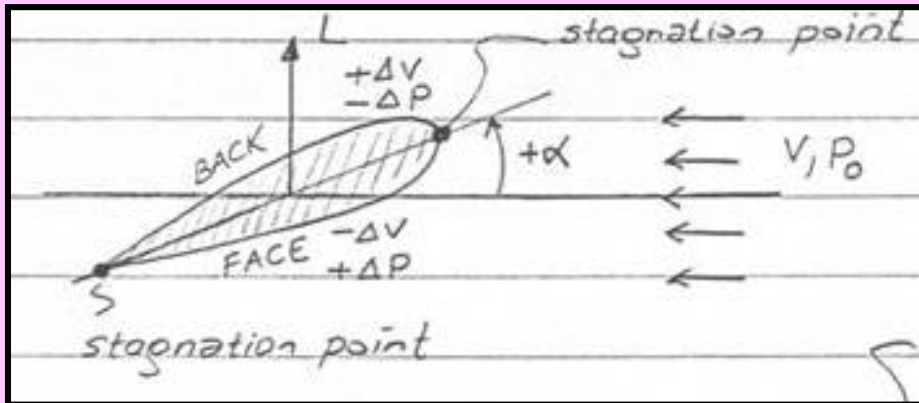 L
stagnation point
+ΔV
-ΔP
BACK
+α
V, P₀
FACE
-ΔV
+ΔP
S
stagnation point